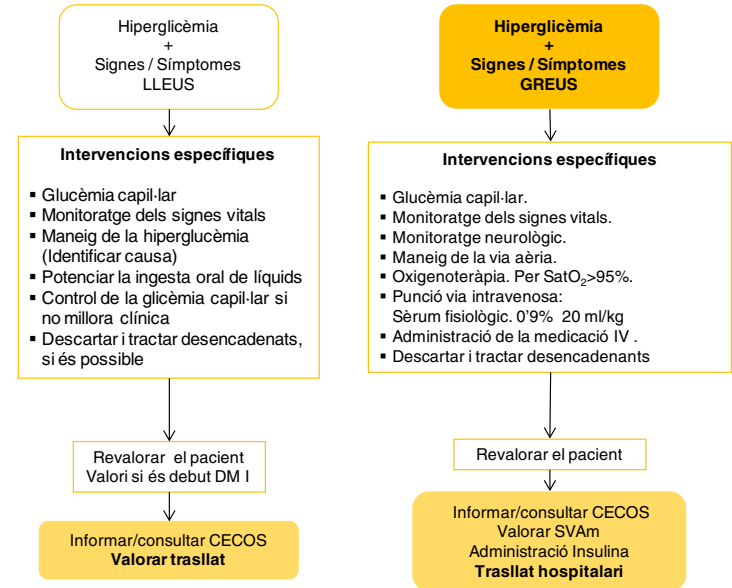 Hiperglicèmia
+
Signes / Símptomes
LLEUS
Intervencions específiques
▪ Glucèmia capil·lar
▪ Monitoratge dels signes vitals
▪ Maneig de la hiperglucèmia
(Identificar causa)
▪ Potenciar la ingesta oral de líquids
▪ Control de la glicèmia capil·lar si
no millora clínica
▪ Descartar i tractar desencadenats,
si és possible
Revalorar el pacient
Valori si és debut DM I
Informar/consultar CECOS
Valorar trasllat
Hiperglicèmia
+
Signes / Símptomes
GREUS
Intervencions específiques
▪ Glucèmia capil·lar.
▪ Monitoratge dels signes vitals.
▪ Monitoratge neurològic.
▪ Maneig de la via aèria.
▪ Oxigenoteràpia. Per SatO₂>95%.
▪ Punció via intravenosa:
Sèrum fisiològic. 0'9% 20 ml/kg
▪ Administració de la medicació IV .
▪ Descartar i tractar desencadenants
Revalorar el pacient
Informar/consultar CECOS
Valorar SVAm
Administració Insulina
Trasllat hospitalari